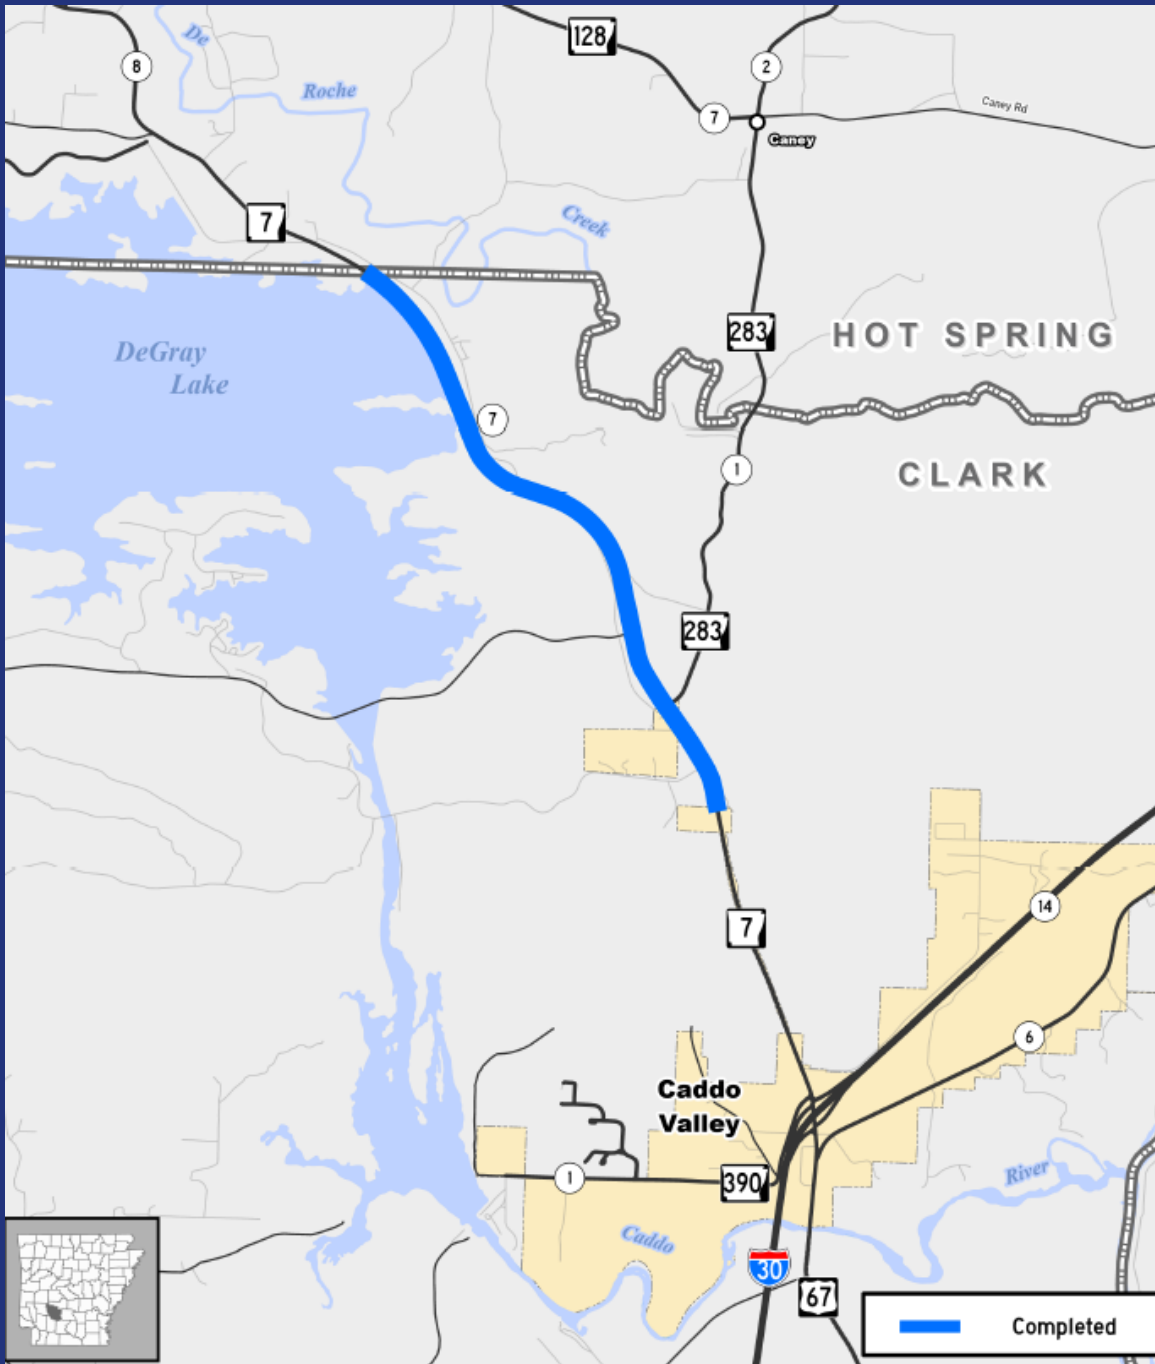 128
De
8
2
Roche
Caney Rd
7
Caney
7
Creek
283
HOT SPRING
DeGray
Lake
7
1
CLARK
283
14
7
6
Caddo
Valley
River
1
390
Caddo
30
67
Completed